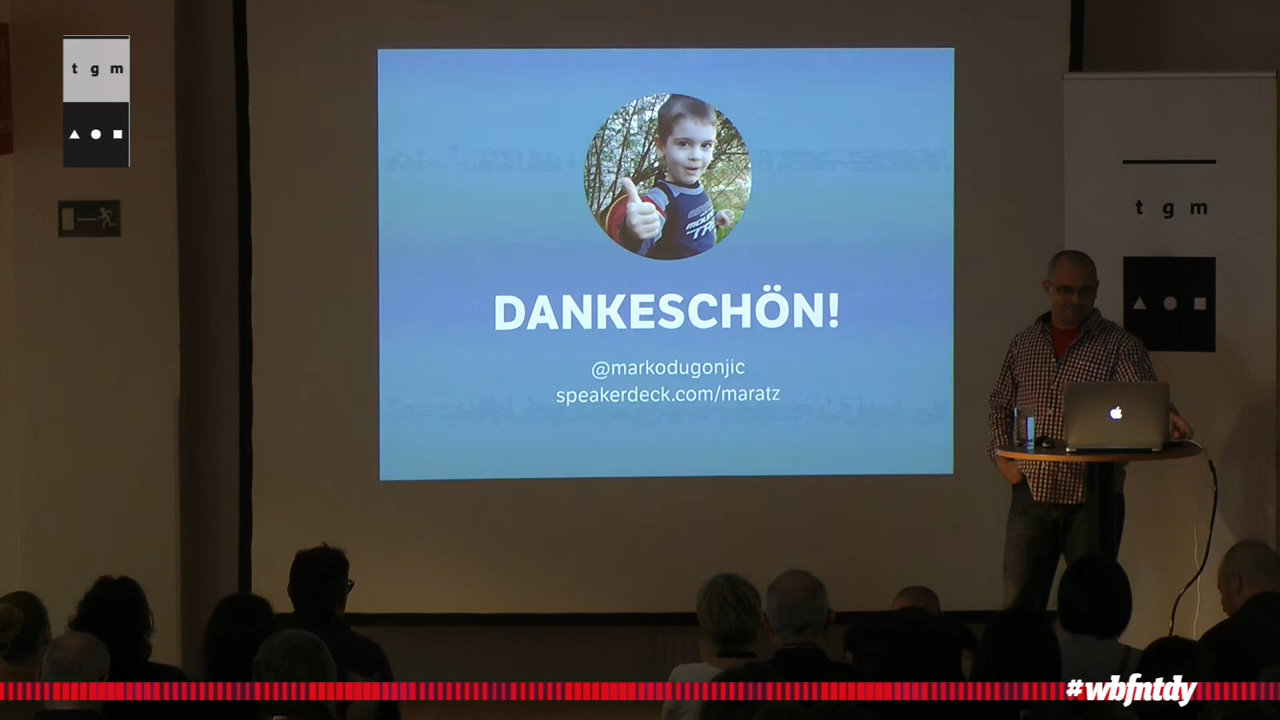 t g m
DANKESCHÖN!
@markodugonjic
speakerdeck.com/maratz
t g m
#wbfntdy